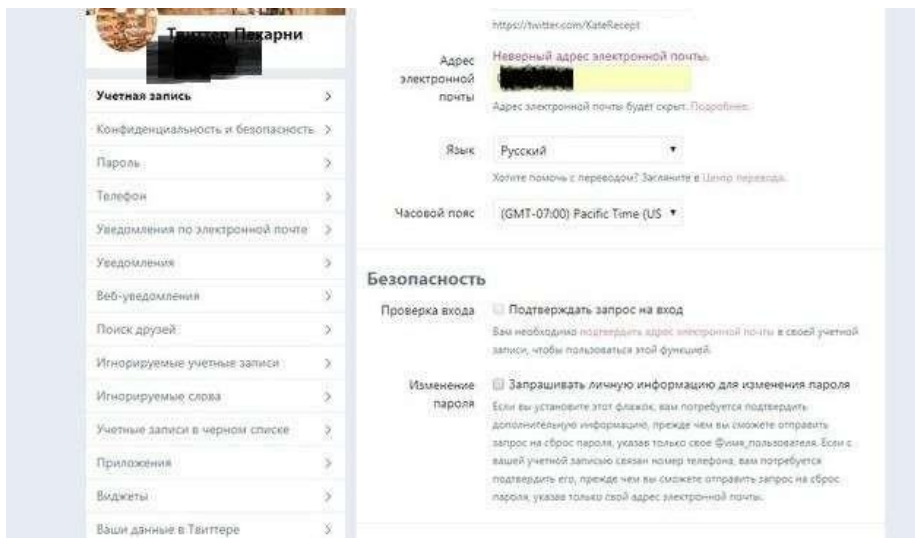 Твиттер Пекарни
Учетная запись
Конфиденциальность и безопасность
Пароль
Телефон
Уведомления по электронной почте
Уведомления
Веб-уведомления
Поиск друзей
Игнорируемые учетные записи
Игнорируемые слова
Учетные записи в черном списке
Приложения
Виджеты
Ваши данные в Твиттере
https://twitter.com/KateRecept
Адрес
электронной
почты
Неверный адрес электронной почты.
Адрес электронной почты будет скрыт. Подробнее.
Язык
Русский
Хотите помочь с переводом? Загляните в Центр перевода.
Часовой пояс
(GMT-07:00) Pacific Time (US
Безопасность
Проверка входа
Подтверждать запрос на вход
Вам необходимо подтвердить адрес электронной почты в своей учетной
записи, чтобы пользоваться этой функцией.
Изменение
пароля
Запрашивать личную информацию для изменения пароля
Если вы установите этот флажок, вам потребуется подтвердить
дополнительную информацию, прежде чем вы сможете отправить
запрос на сброс пароля, указав только свое @имя_пользователя. Если с
вашей учетной записью связан номер телефона, вам потребуется
подтвердить его, прежде чем вы сможете отправить запрос на сброс
пароля, указав только свой адрес электронной почты.